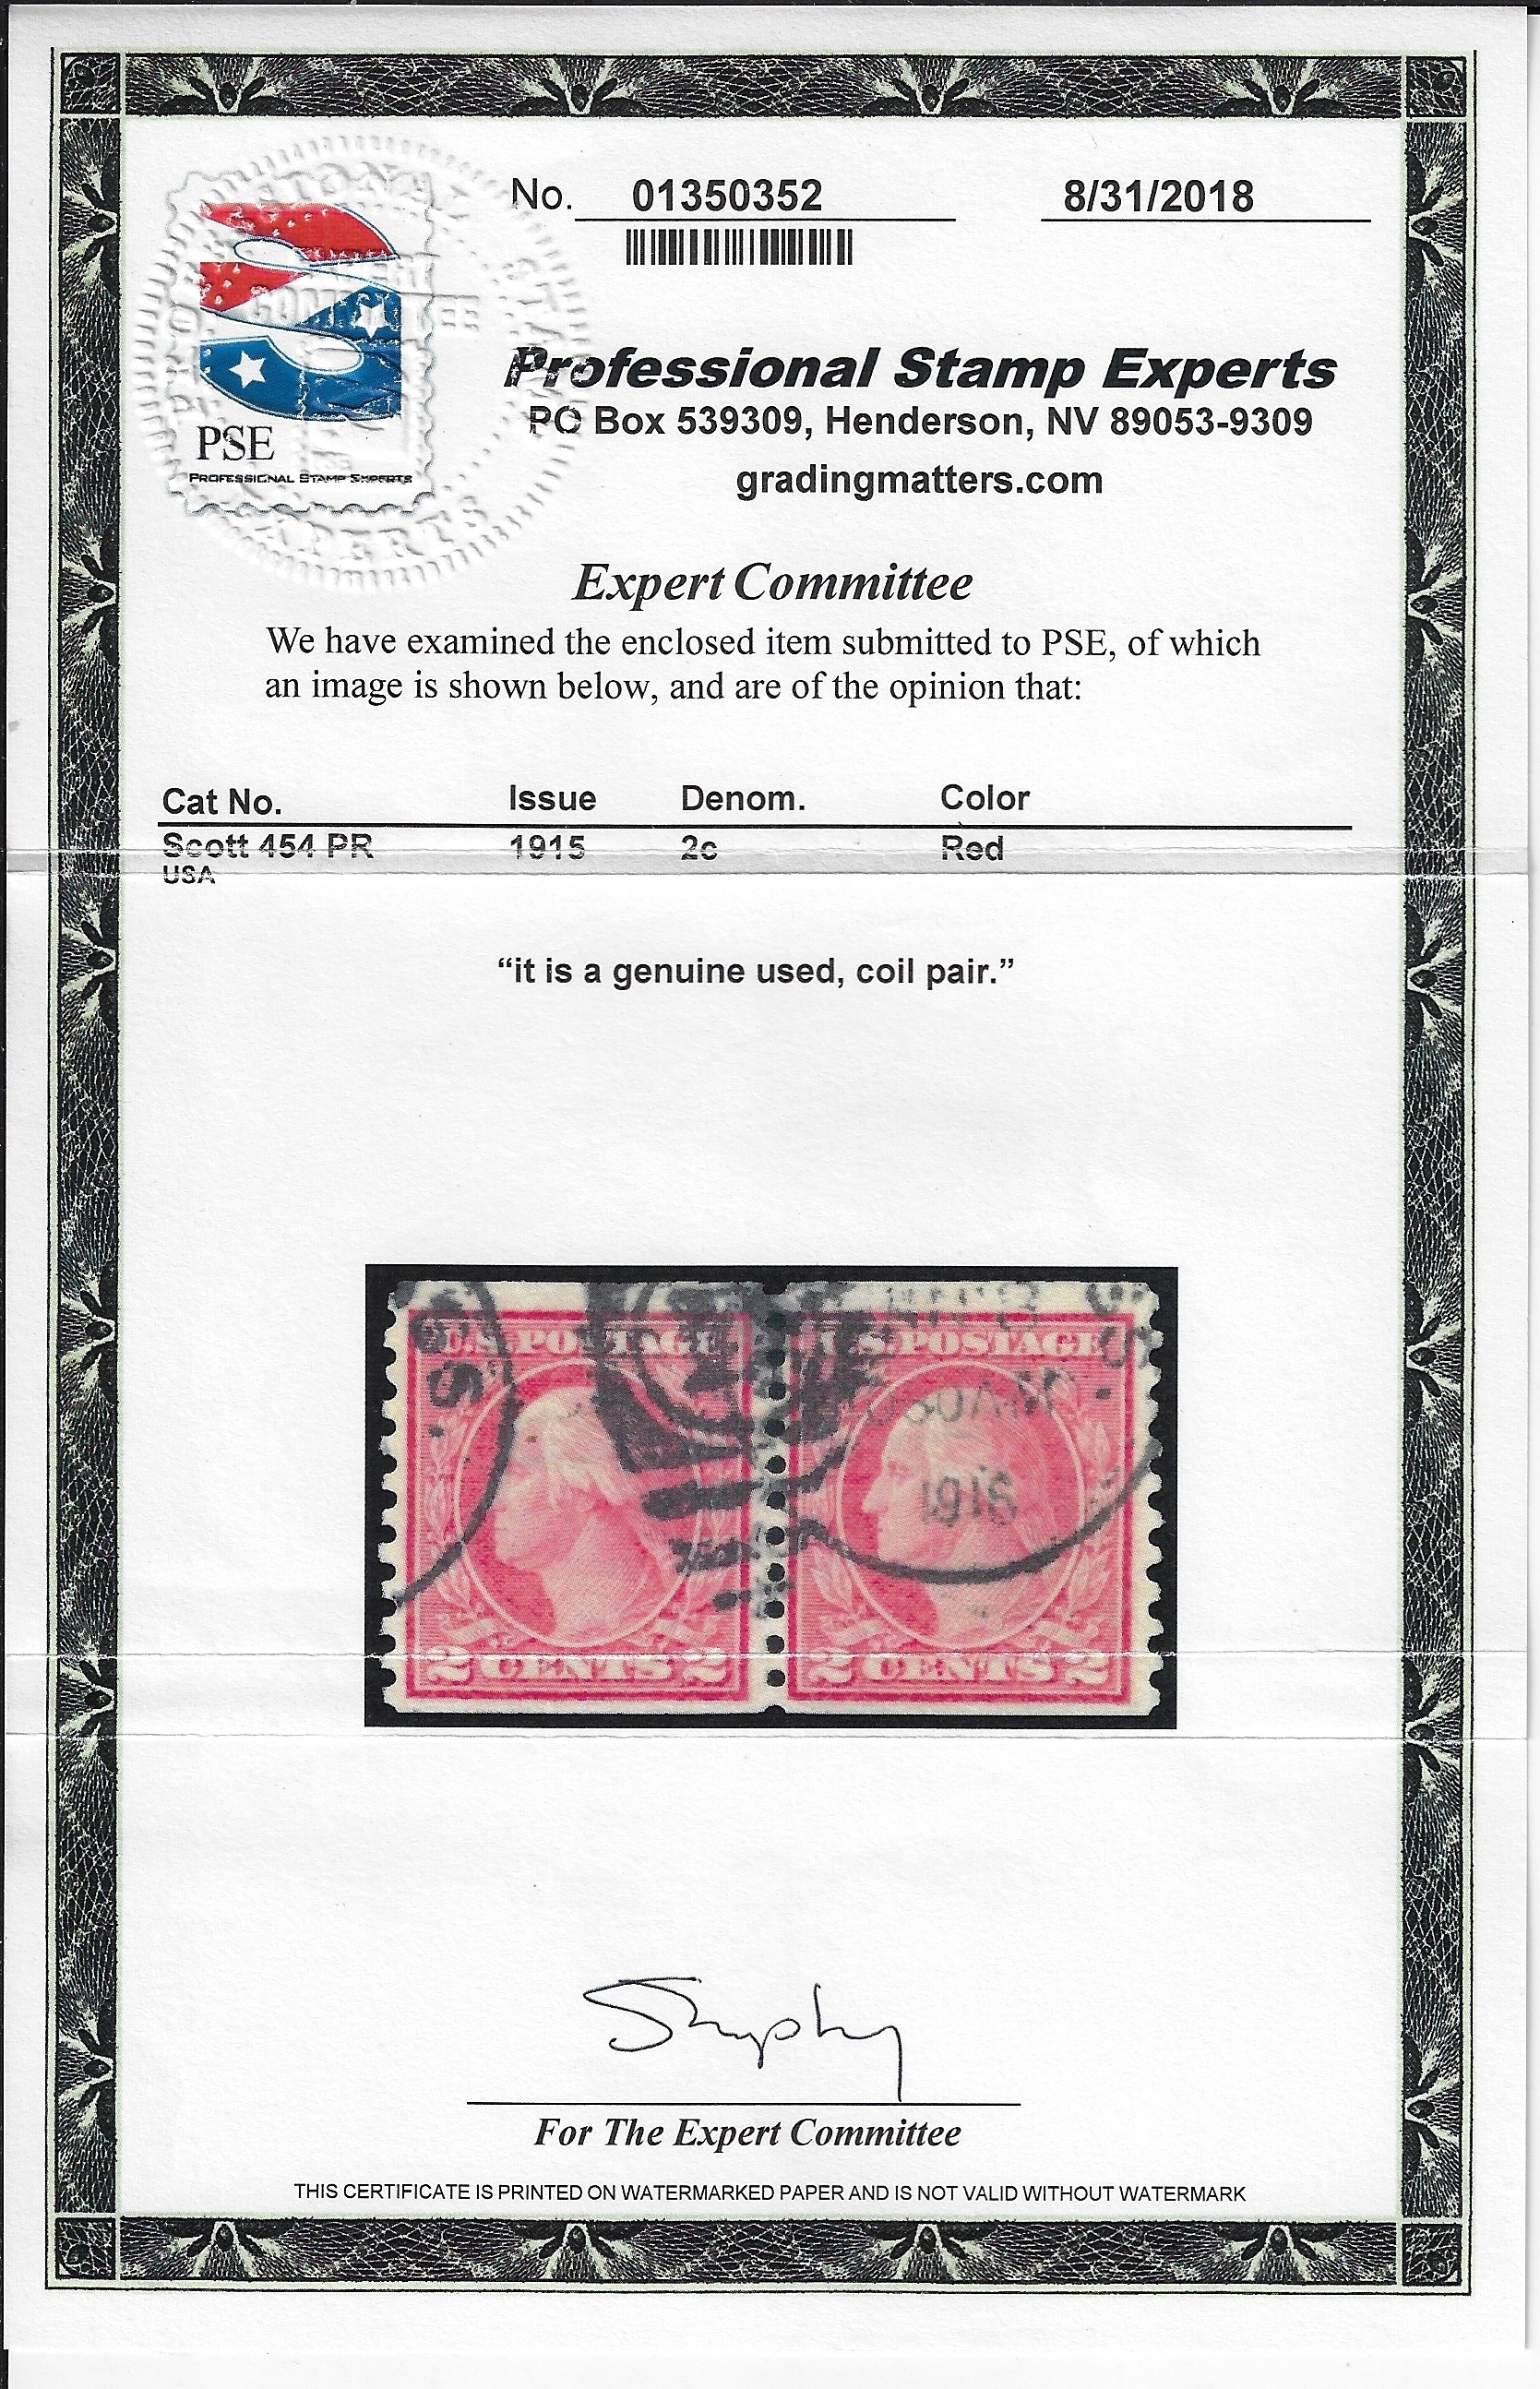 No. 01350352 8/31/2018
PSE
PROFESSIONAL STAMP EXPERTS
Professional Stamp Experts
PO Box 539309, Henderson, NV 89053-9309
gradingmatters.com
Expert Committee
We have examined the enclosed item submitted to PSE, of which
an image is shown below, and are of the opinion that:
Cat No. Issue Denom. Color
Scott 454 PR 1915 2c Red
USA
“it is a genuine used, coil pair.”
U.S. POSTAGE U.S. POSTAGE
1916
2 CENTS 2 2 CENTS 2
For The Expert Committee
THIS CERTIFICATE IS PRINTED ON WATERMARKED PAPER AND IS NOT VALID WITHOUT WATERMARK